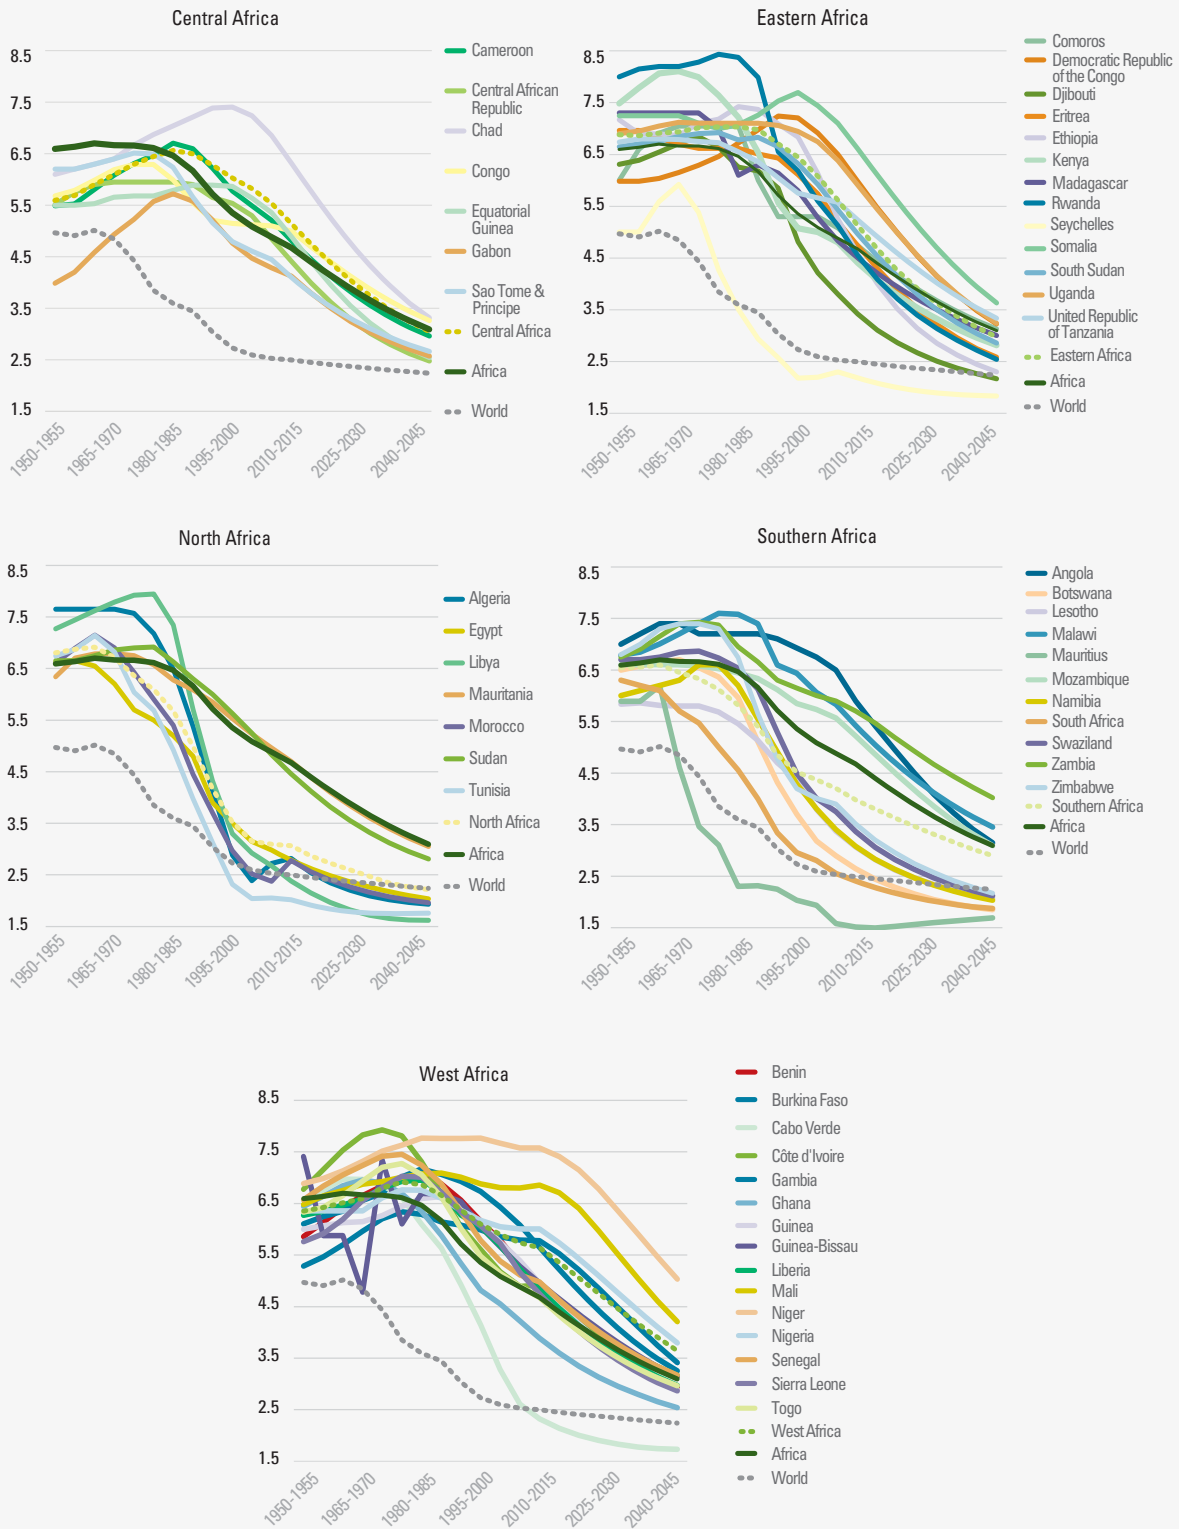 Central Africa
8.5
7.5
6.5
5.5
4.5
3.5
2.5
1.5
1950-1955
1965-1970
1980-1985
1995-2000
2010-2015
2025-2030
2040-2045
Cameroon
Central African
Republic
Chad
Congo
Equatorial
Guinea
Gabon
Sao Tome &
Principe
Central Africa
Africa
World
Eastern Africa
8.5
7.5
6.5
5.5
4.5
3.5
2.5
1.5
1950-1955
1965-1970
1980-1985
1995-2000
2010-2015
2025-2030
2040-2045
Comoros
Democratic Republic
of the Congo
Djibouti
Eritrea
Ethiopia
Kenya
Madagascar
Rwanda
Seychelles
Somalia
South Sudan
Uganda
United Republic
of Tanzania
Eastern Africa
Africa
World
North Africa
8.5
7.5
6.5
5.5
4.5
3.5
2.5
1.5
1950-1955
1965-1970
1980-1985
1995-2000
2010-2015
2025-2030
2040-2045
Algeria
Egypt
Libya
Mauritania
Morocco
Sudan
Tunisia
North Africa
Africa
World
Southern Africa
8.5
7.5
6.5
5.5
4.5
3.5
2.5
1.5
1950-1955
1965-1970
1980-1985
1995-2000
2010-2015
2025-2030
2040-2045
Angola
Botswana
Lesotho
Malawi
Mauritius
Mozambique
Namibia
South Africa
Swaziland
Zambia
Zimbabwe
Southern Africa
Africa
World
West Africa
8.5
7.5
6.5
5.5
4.5
3.5
2.5
1.5
1950-1955
1965-1970
1980-1985
1995-2000
2010-2015
2025-2030
2040-2045
Benin
Burkina Faso
Cabo Verde
Côte d'Ivoire
Gambia
Ghana
Guinea
Guinea-Bissau
Liberia
Mali
Niger
Nigeria
Senegal
Sierra Leone
Togo
West Africa
Africa
World